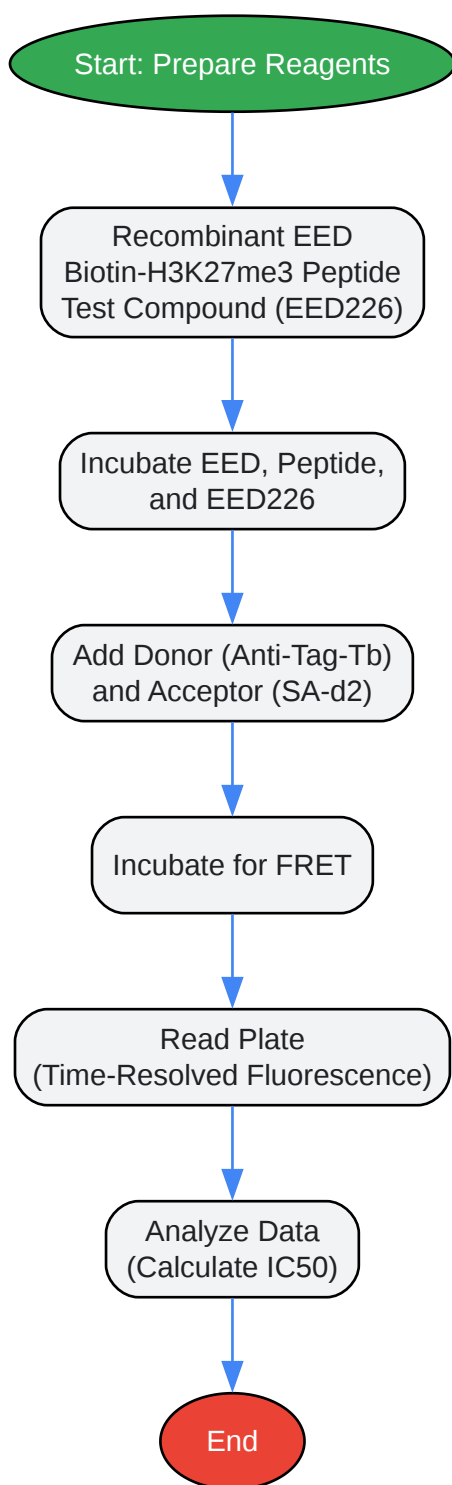 Start: Prepare Reagents
Recombinant EED
Biotin-H3K27me3 Peptide
Test Compound (EED226)
Incubate EED, Peptide,
and EED226
Add Donor (Anti-Tag-Tb)
and Acceptor (SA-d2)
Incubate for FRET
Read Plate
(Time-Resolved Fluorescence)
Analyze Data
(Calculate IC50)
End